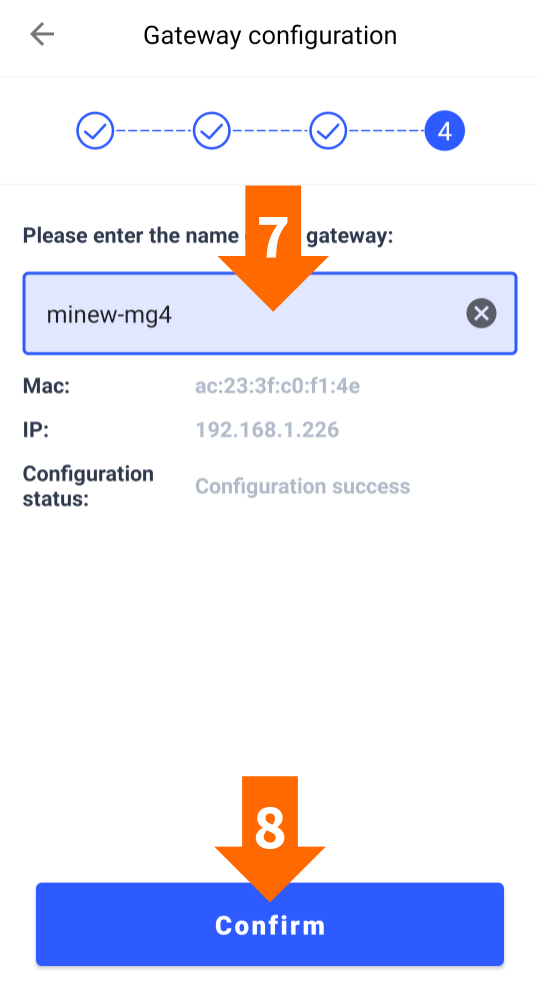 Gateway configuration
4
Please enter the name gateway:
7
minew-mg4
Mac: ac:23:3f:c0:f1:4e
IP: 192.168.1.226
Configuration
status: Configuration success
8
Confirm